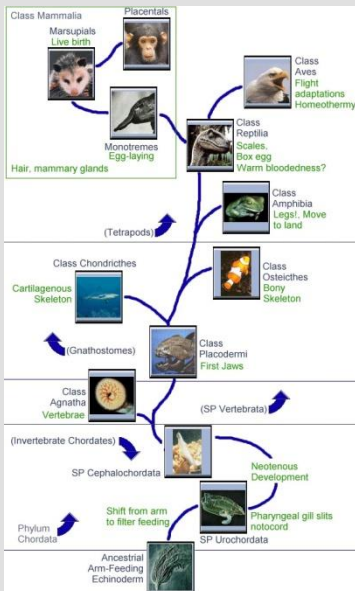 Class Mammalia
Placentals
Marsupials
Live birth
Monotremes
Egg-laying
Hair, mammary glands
Class
Aves
Flight
adaptations
Homeothermy
Class
Reptilia
Scales,
Box egg
Warm bloodedness?
Class
Amphibia
Legs!, Move
to land
(Tetrapods)
Class Chondricthes
Cartilagenous
Skeleton
Class
Osteicthes
Bony
Skeleton
(Gnathostomes)
Class
Placodermi
First Jaws
Class
Agnatha
Vertebrae
(SP Vertebrata)
(Invertebrate Chordates)
SP Cephalochordata
Neotenous
Development
Shift from arm
to filter feeding
Pharyngeal gill slits
notocord
SP Urochordata
Phylum
Chordata
Ancestral
Arm-Feeding
Echinoderm